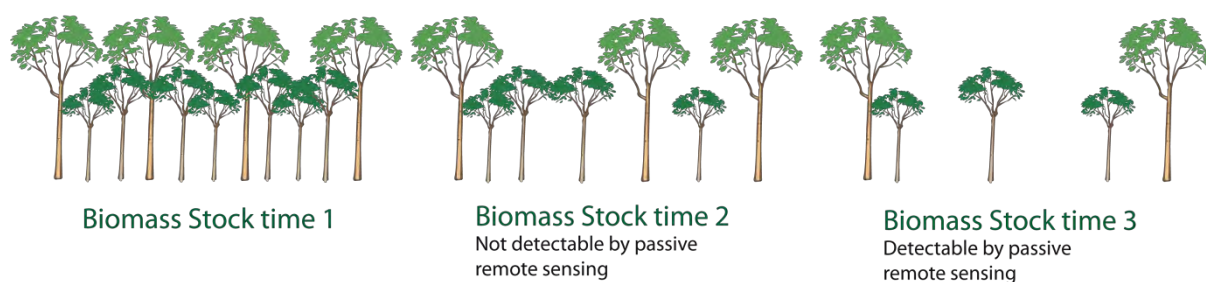 Biomass Stock time 1
Biomass Stock time 2
Not detectable by passive
remote sensing
Biomass Stock time 3
Detectable by passive
remote sensing